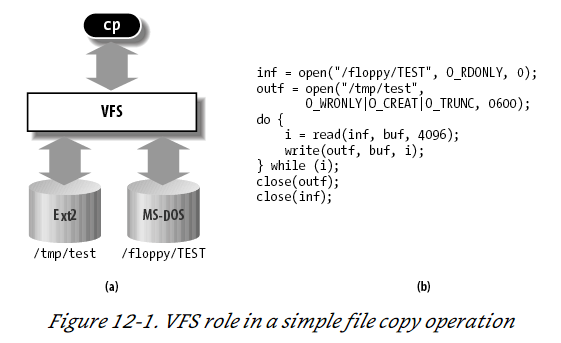 cp
VFS
Ext2
MS-DOS
/tmp/test
/floppy/TEST
(a)
inf = open("/floppy/TEST", O_RDONLY, 0);
outf = open("/tmp/test",
O_WRONLY|O_CREAT|O_TRUNC, 0600);
do {
i = read(inf, buf, 4096);
write(outf, buf, i);
} while (i);
close(outf);
close(inf);
(b)
Figure 12-1. VFS role in a simple file copy operation